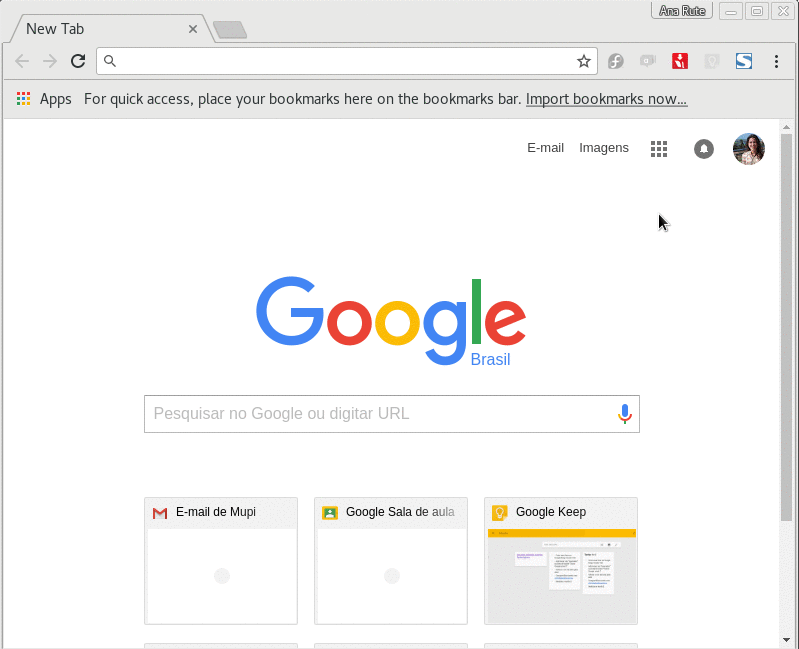 Ana Rute
New Tab
Apps For quick access, place your bookmarks here on the bookmarks bar. Import bookmarks now...
E-mail Imagens
Google
Brasil
Pesquisar no Google ou digitar URL
E-mail de Mupi Google Sala de aula Google Keep